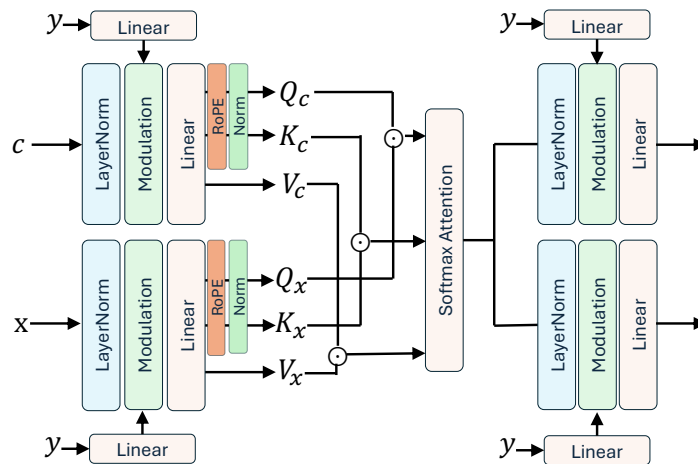 y
Linear
c
LayerNorm
Modulation
Linear
RoPE
Norm
Q_c
K_c
V_c
x
LayerNorm
Modulation
Linear
RoPE
Norm
Q_x
K_x
V_x
y
Linear
Softmax Attention
y
Linear
LayerNorm
Modulation
Linear
LayerNorm
Modulation
Linear
y
Linear